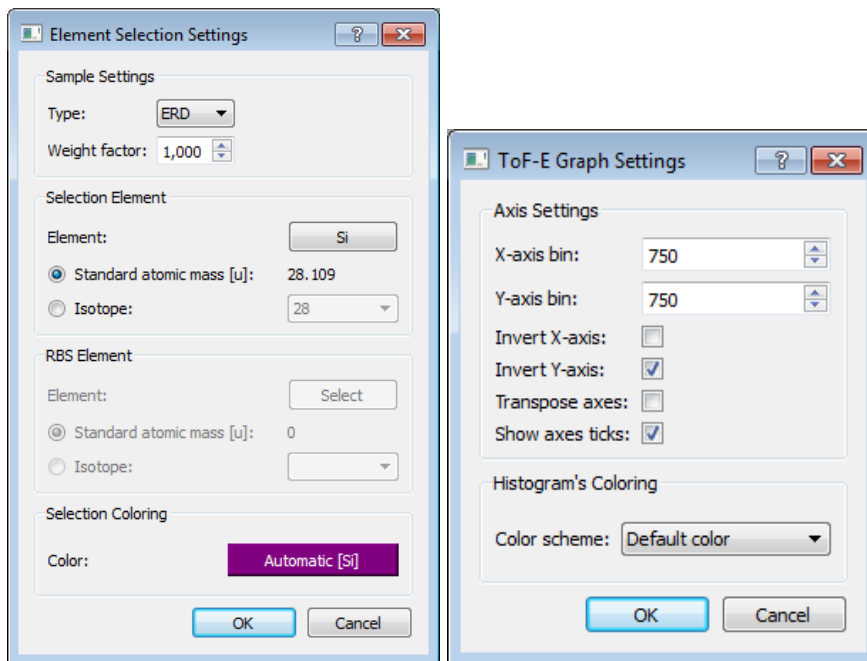 Element Selection Settings
Sample Settings
Type: ERD
Weight factor: 1,000
Selection Element
Element: Si
Standard atomic mass [u]: 28.109
Isotope: 28
RBS Element
Element: Select
Standard atomic mass [u]: 0
Isotope:
Selection Coloring
Color: Automatic [Si]
OK Cancel
ToF-E Graph Settings
Axis Settings
X-axis bin: 750
Y-axis bin: 750
Invert X-axis:
Invert Y-axis:
Transpose axes:
Show axes ticks:
Histogram's Coloring
Color scheme: Default color
OK Cancel